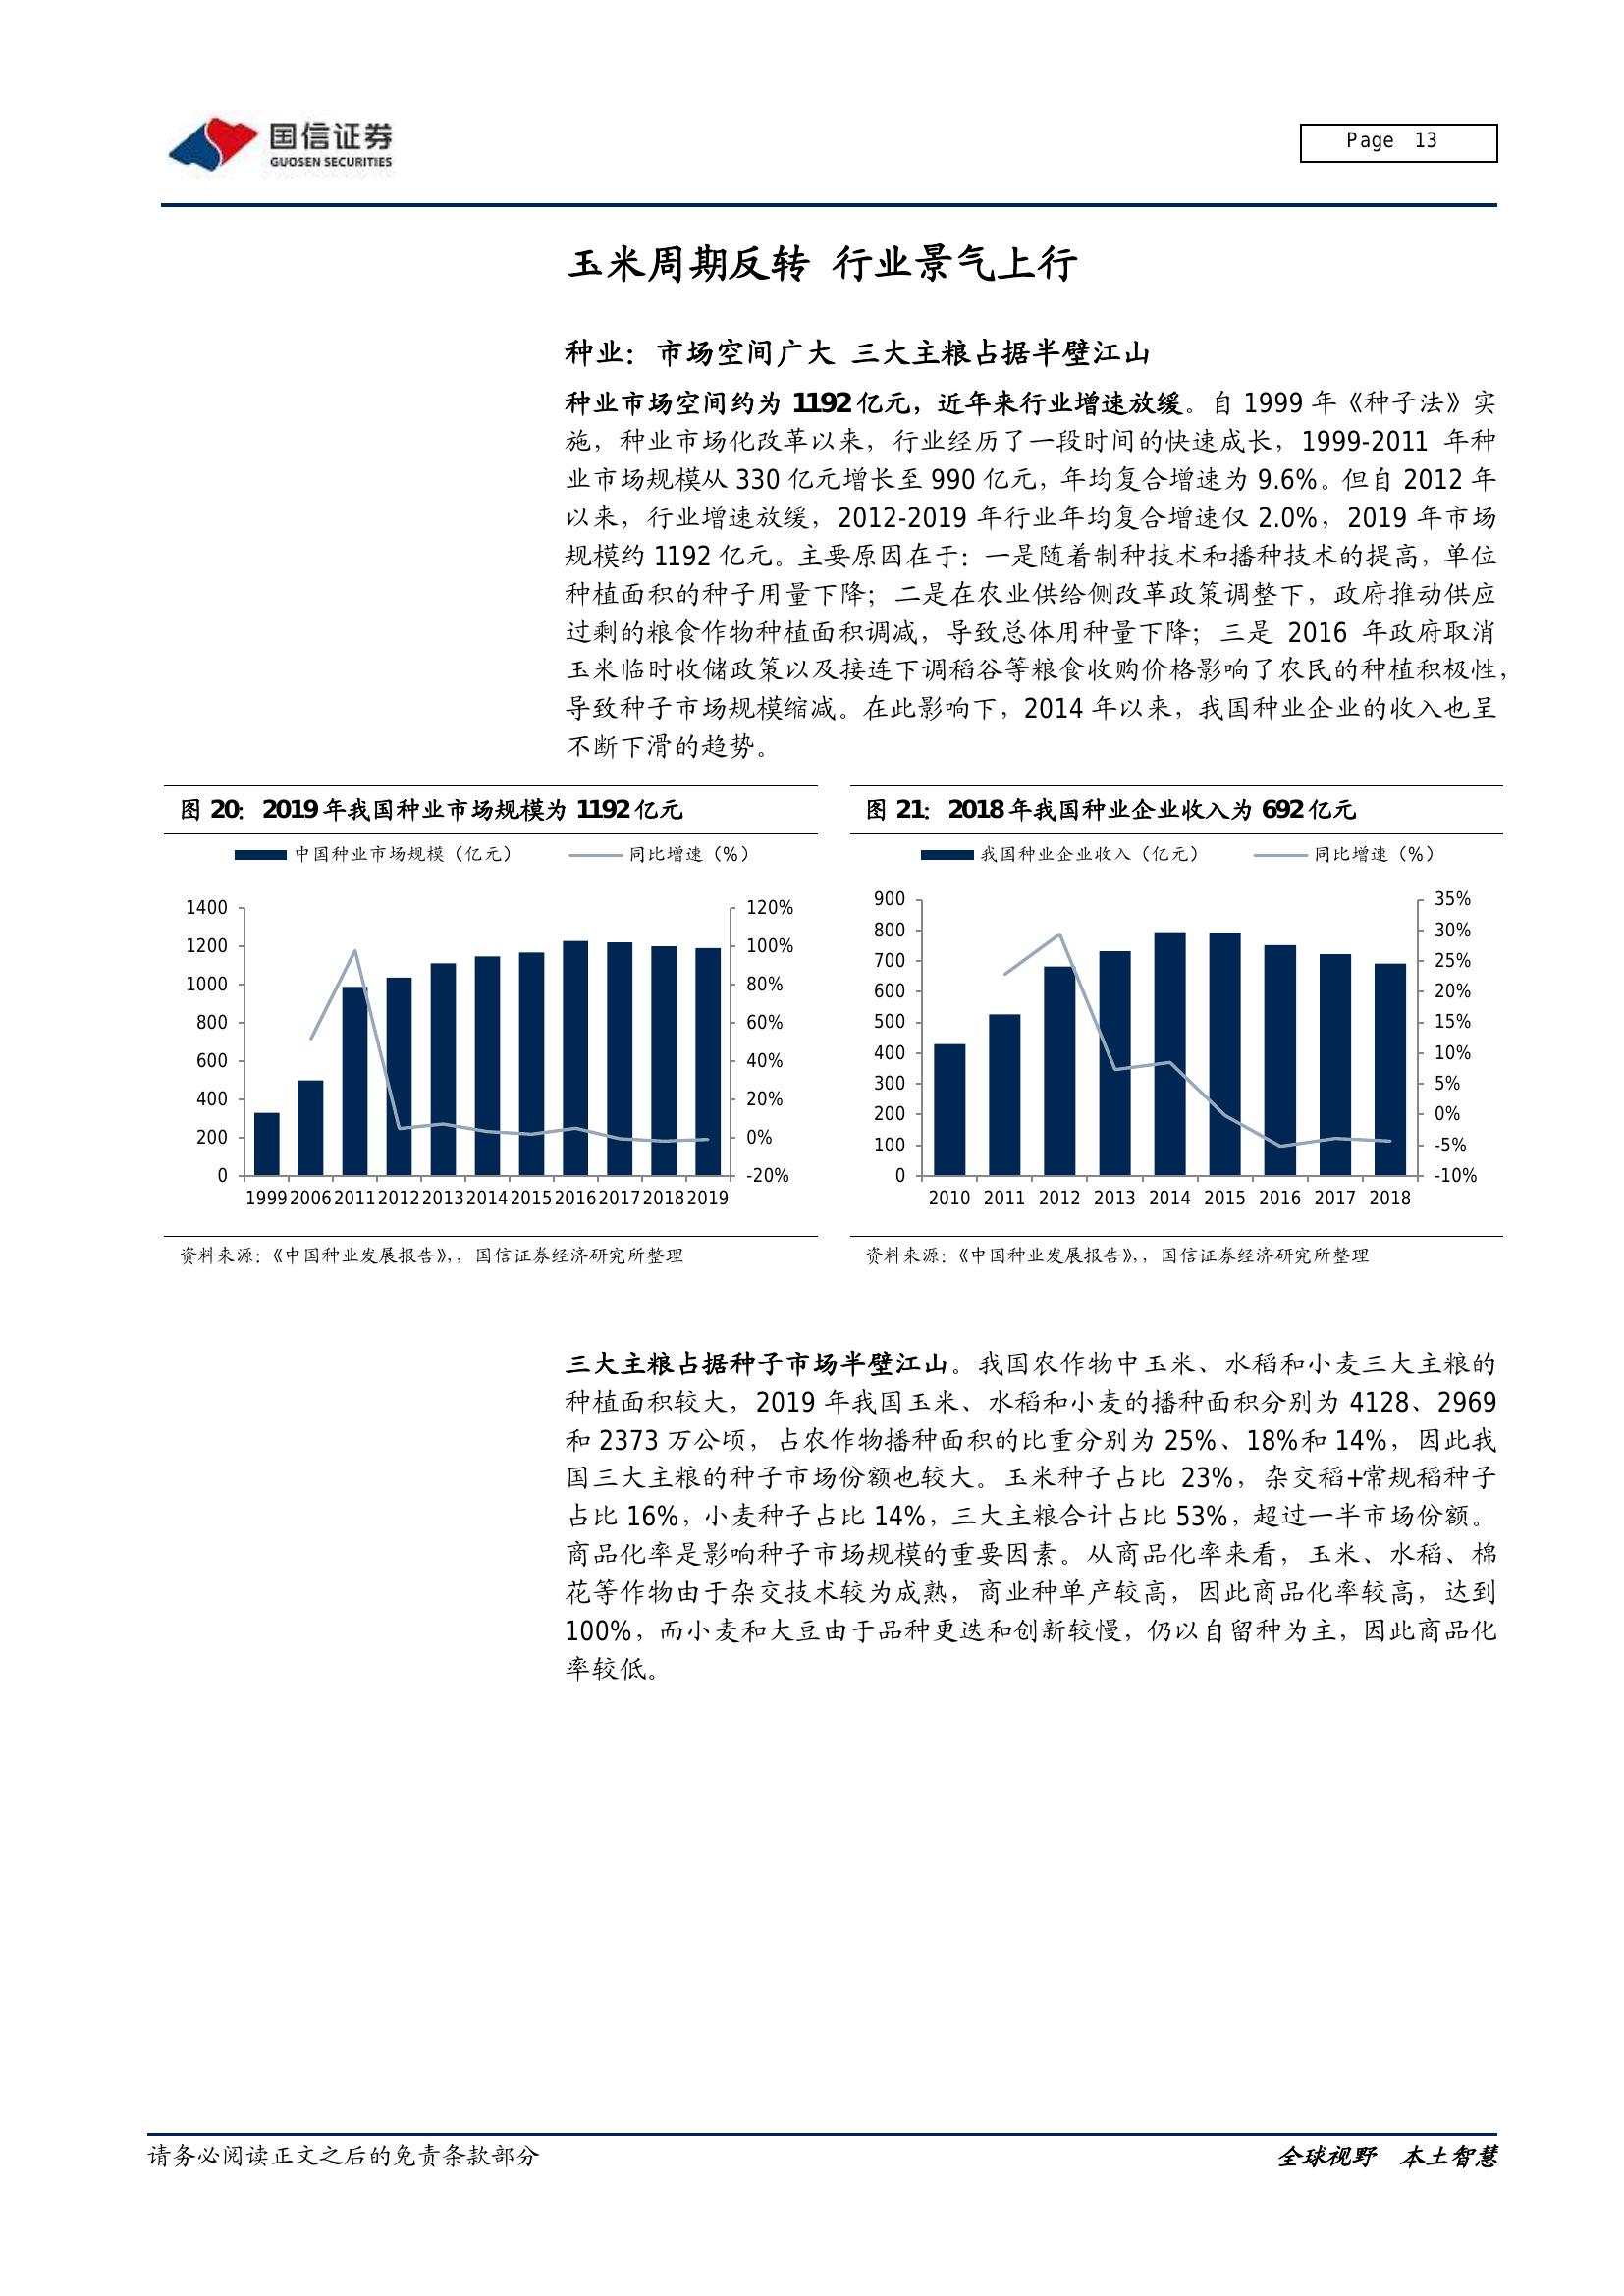 国信证券
GUOSEN SECURITIES
Page 13
玉米周期反转 行业景气上行
种业：市场空间广大 三大主粮占据半壁江山
种业市场空间约为 1192 亿元，近年来行业增速放缓。自 1999 年《种子法》实
施，种业市场化改革以来，行业经历了一段时间的快速成长，1999-2011 年种
业市场规模从 330 亿元增长至 990 亿元，年均复合增速为 9.6%。但自 2012 年
以来，行业增速放缓，2012-2019 年行业年均复合增速仅 2.0%，2019 年市场
规模约 1192 亿元。主要原因在于：一是随着制种技术和播种技术的提高，单位
种植面积的种子用量下降；二是在农业供给侧改革政策调整下，政府推动供应
过剩的粮食作物种植面积调减，导致总体用种量下降；三是 2016 年政府取消
玉米临时收储政策以及接连下调稻谷等粮食收购价格影响了农民的种植积极性，
导致种子市场规模缩减。在此影响下，2014 年以来，我国种业企业的收入也呈
不断下滑的趋势。
图 20： 2019 年我国种业市场规模为 1192 亿元
中国种业市场规模（亿元） 同比增速（%）
1400 120%
1200 100%
1000 80%
800 60%
600 40%
400 20%
200 0%
0 -20%
1999 2006 2011 2012 2013 2014 2015 2016 2017 2018 2019
资料来源：《中国种业发展报告》，，国信证券经济研究所整理
图 21： 2018 年我国种业企业收入为 692 亿元
我国种业企业收入（亿元） 同比增速（%）
900 35%
800 30%
700 25%
600 20%
500 15%
400 10%
300 5%
200 0%
100 -5%
0 -10%
2010 2011 2012 2013 2014 2015 2016 2017 2018
资料来源：《中国种业发展报告》，，国信证券经济研究所整理
三大主粮占据种子市场半壁江山。我国农作物中玉米、水稻和小麦三大主粮的
种植面积较大，2019 年我国玉米、水稻和小麦的播种面积分别为 4128、2969
和 2373 万公顷，占农作物播种面积的比重分别为 25%、18%和 14%，因此我
国三大主粮的种子市场份额也较大。玉米种子占比 23%，杂交稻+常规稻种子
占比 16%，小麦种子占比 14%，三大主粮合计占比 53%，超过一半市场份额。
商品化率是影响种子市场规模的重要因素。从商品化率来看，玉米、水稻、棉
花等作物由于杂交技术较为成熟，商业种单产较高，因此商品化率较高，达到
100%，而小麦和大豆由于品种更迭和创新较慢，仍以自留种为主，因此商品化
率较低。
请务必阅读正文之后的免责条款部分
全球视野 本土智慧